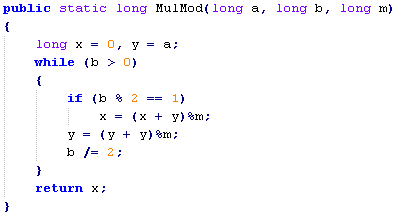 public static long MulMod(long a, long b, long m)
{
    long x = 0, y = a;
    while (b > 0)
    {
        if (b % 2 == 1)
            x = (x + y)%m;
        y = (y + y)%m;
        b /= 2;
    }
    return x;
}